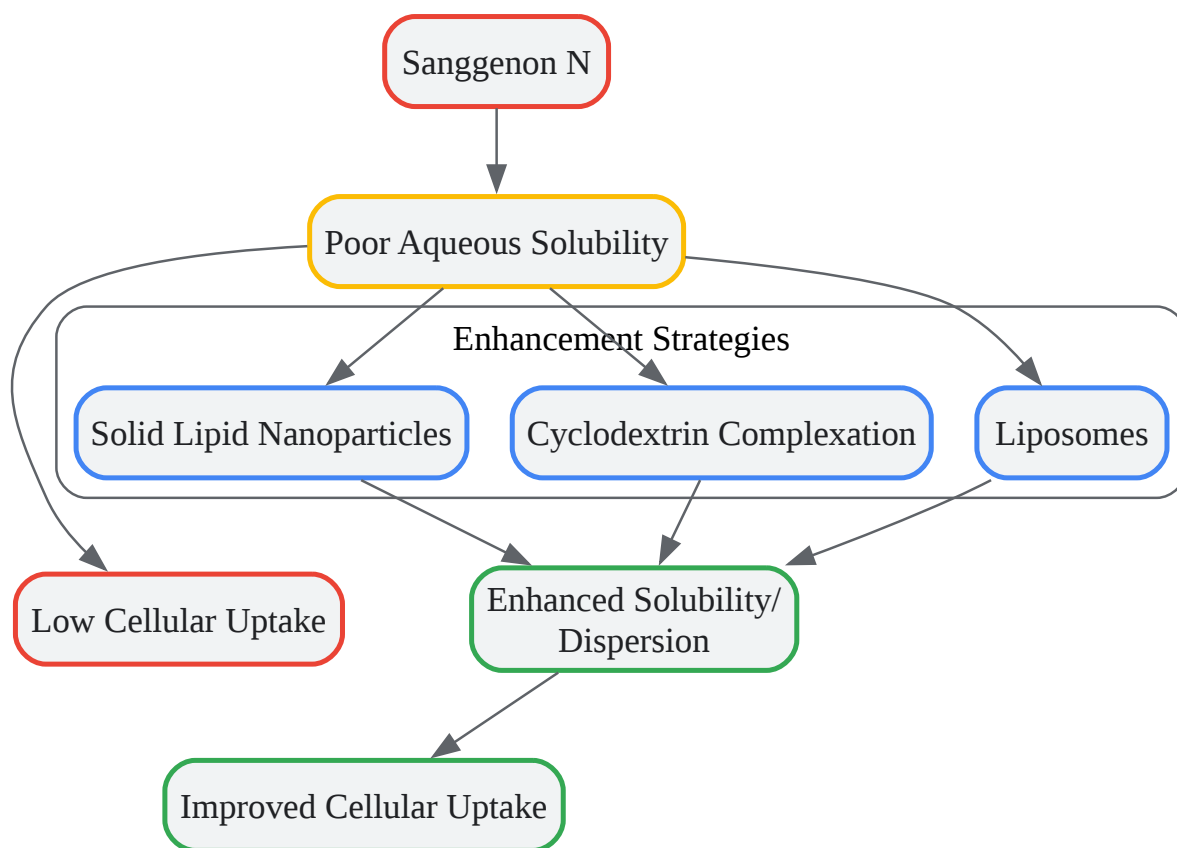 Sanggenon N
Poor Aqueous Solubility
Enhancement Strategies
Solid Lipid Nanoparticles
Cyclodextrin Complexation
Liposomes
Low Cellular Uptake
Enhanced Solubility/
Dispersion
Improved Cellular Uptake